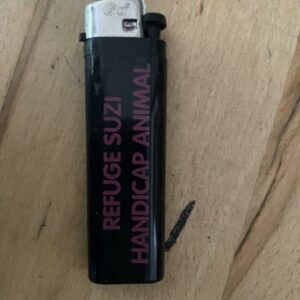 REFUGE SUZI
HANDICAP ANIMAL